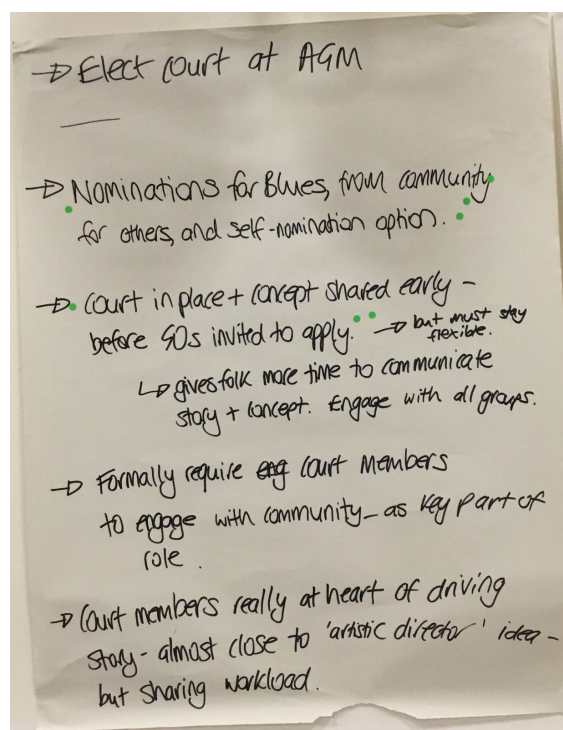 → Elect court at AGM
→ Nominations for Blues, from community
for others, and self-nomination option.
→ Court in place + concept shared early -
before SOs invited to apply. → but must stay
flexible.
↳ gives folk more time to communicate
story + concept. Engage with all groups.
→ Formally require eng Court Members
to engage with community - as key part of
role.
→ Court members really at heart of driving
story - almost close to 'artistic director' idea -
but sharing workload.